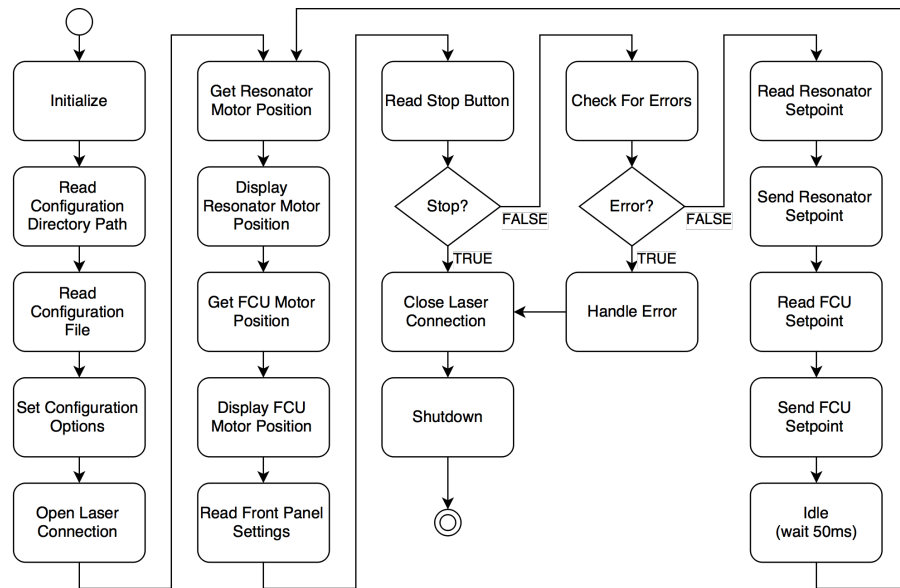 Initialize
Read
Configuration
Directory Path
Read
Configuration
File
Set Configuration
Options
Open Laser
Connection
Get Resonator
Motor Position
Display
Resonator Motor
Position
Get FCU Motor
Position
Display FCU
Motor Position
Read Front Panel
Settings
Read Stop Button
Stop?
FALSE
TRUE
Close Laser
Connection
Shutdown
Check For Errors
Error?
FALSE
TRUE
Handle Error
Read Resonator
Setpoint
Send Resonator
Setpoint
Read FCU
Setpoint
Send FCU
Setpoint
Idle
(wait 50ms)